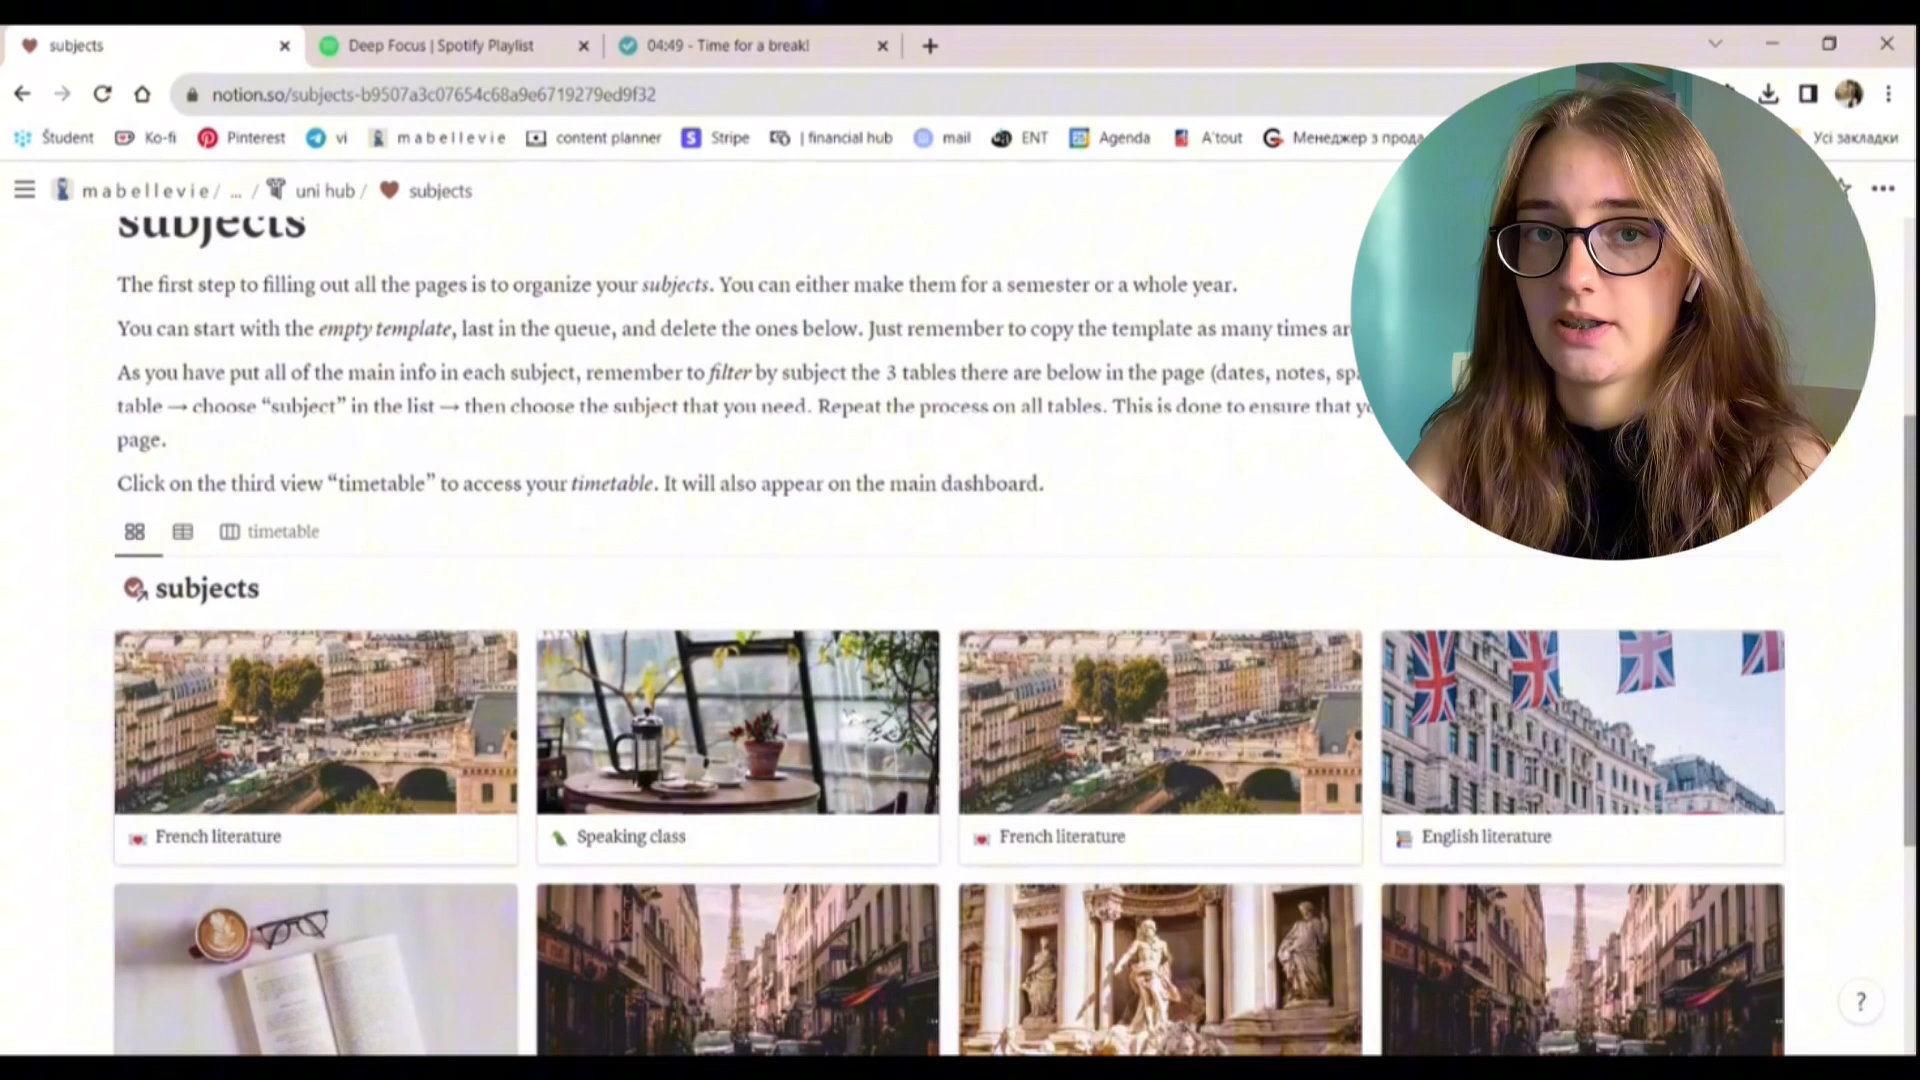 subjects
Deep Focus | Spotify Playlist
04:49 - Time for a break!
notion.so/subjects-b9507a3c07654c68a9e6719279ed9f32
Student
Ko-fi
Pinterest
vi
mabellevie
content planner
Stripe
| financial hub
mail
ENT
Agenda
A'tout
Менеджер з прода
Усі закладки
mabellevie / ... / uni hub / subjects
subjects
The first step to filling out all the pages is to organize your subjects. You can either make them for a semester or a whole year.
You can start with the empty template, last in the queue, and delete the ones below. Just remember to copy the template as many times
As you have put all of the main info in each subject, remember to filter by subject the 3 tables there are below in the page (dates, notes,
table → choose “subject” in the list → then choose the subject that you need. Repeat the process on all tables. This is done to ensure that
page.
Click on the third view “timetable” to access your timetable. It will also appear on the main dashboard.
timetable
subjects
French literature
Speaking class
French literature
English literature
?